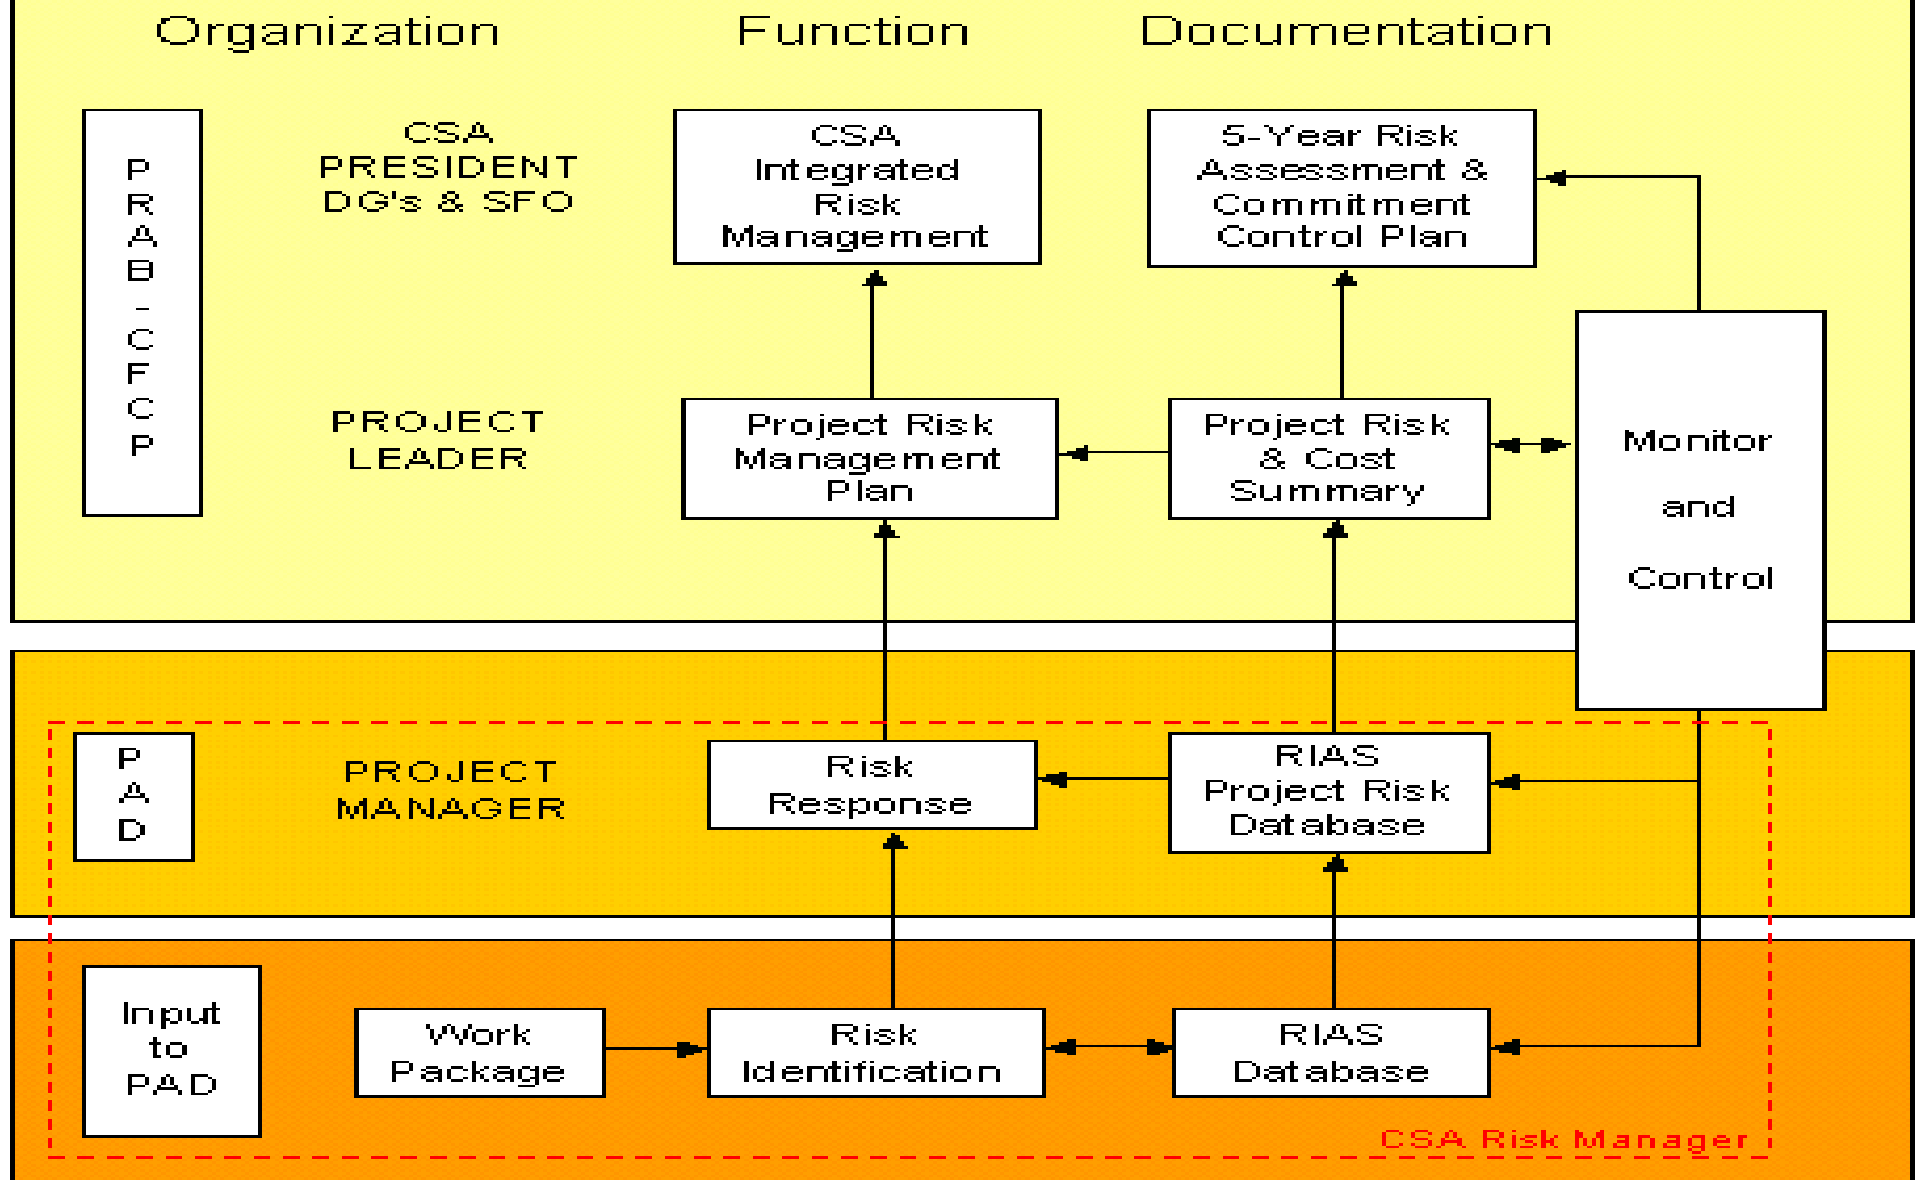 Organization
Function
Documentation
P
R
A
B
-
C
F
C
P
CSA
PRESIDENT
DG's & SFO
CSA
Integrated
Risk
Management
5-Year Risk
Assessment &
Commitment
Control Plan
PROJECT
LEADER
Project Risk
Management
Plan
Project Risk
& Cost
Summary
Monitor
and
Control
P
A
D
PROJECT
MANAGER
Risk
Response
RIAS
Project Risk
Database
Input
to
PAD
Work
Package
Risk
Identification
RIAS
Database
CSA Risk Manager